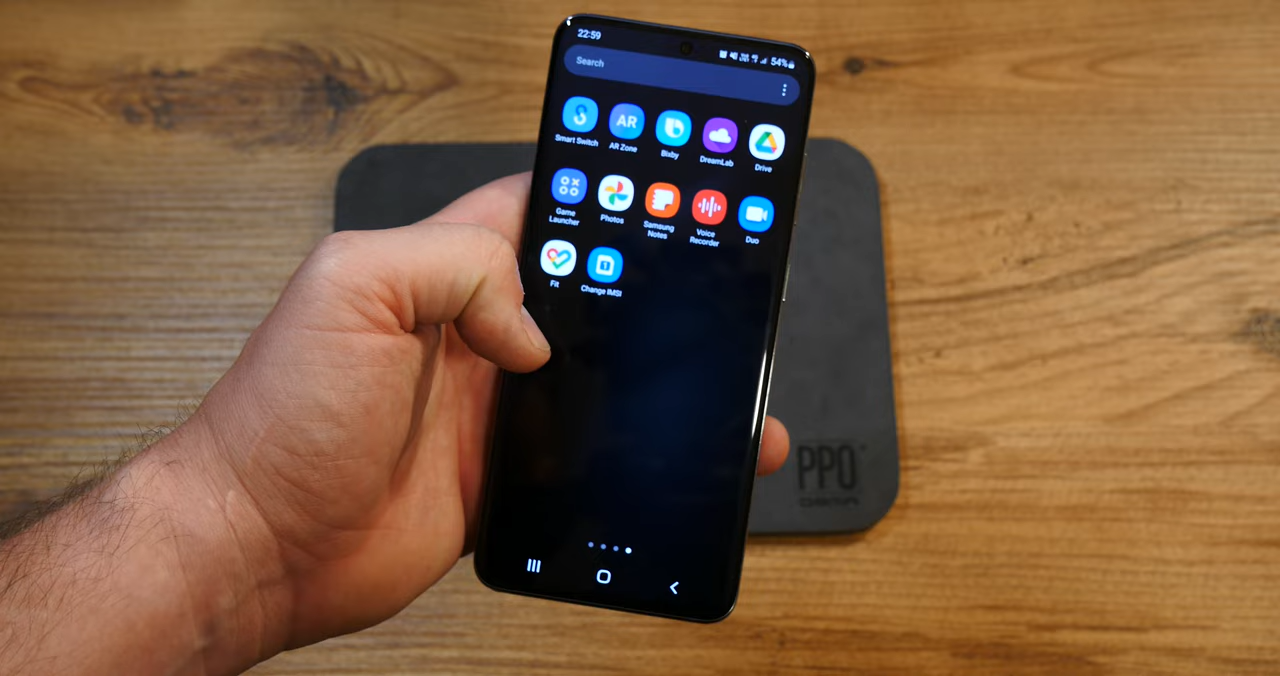 22:59
54%
Search
Smart Switch
AR
AR Zone
Bixby
DreamLab
Drive
Game
Launcher
Photos
Samsung
Notes
Voice
Recorder
Duo
Fit
1
Change IMSI
PPO